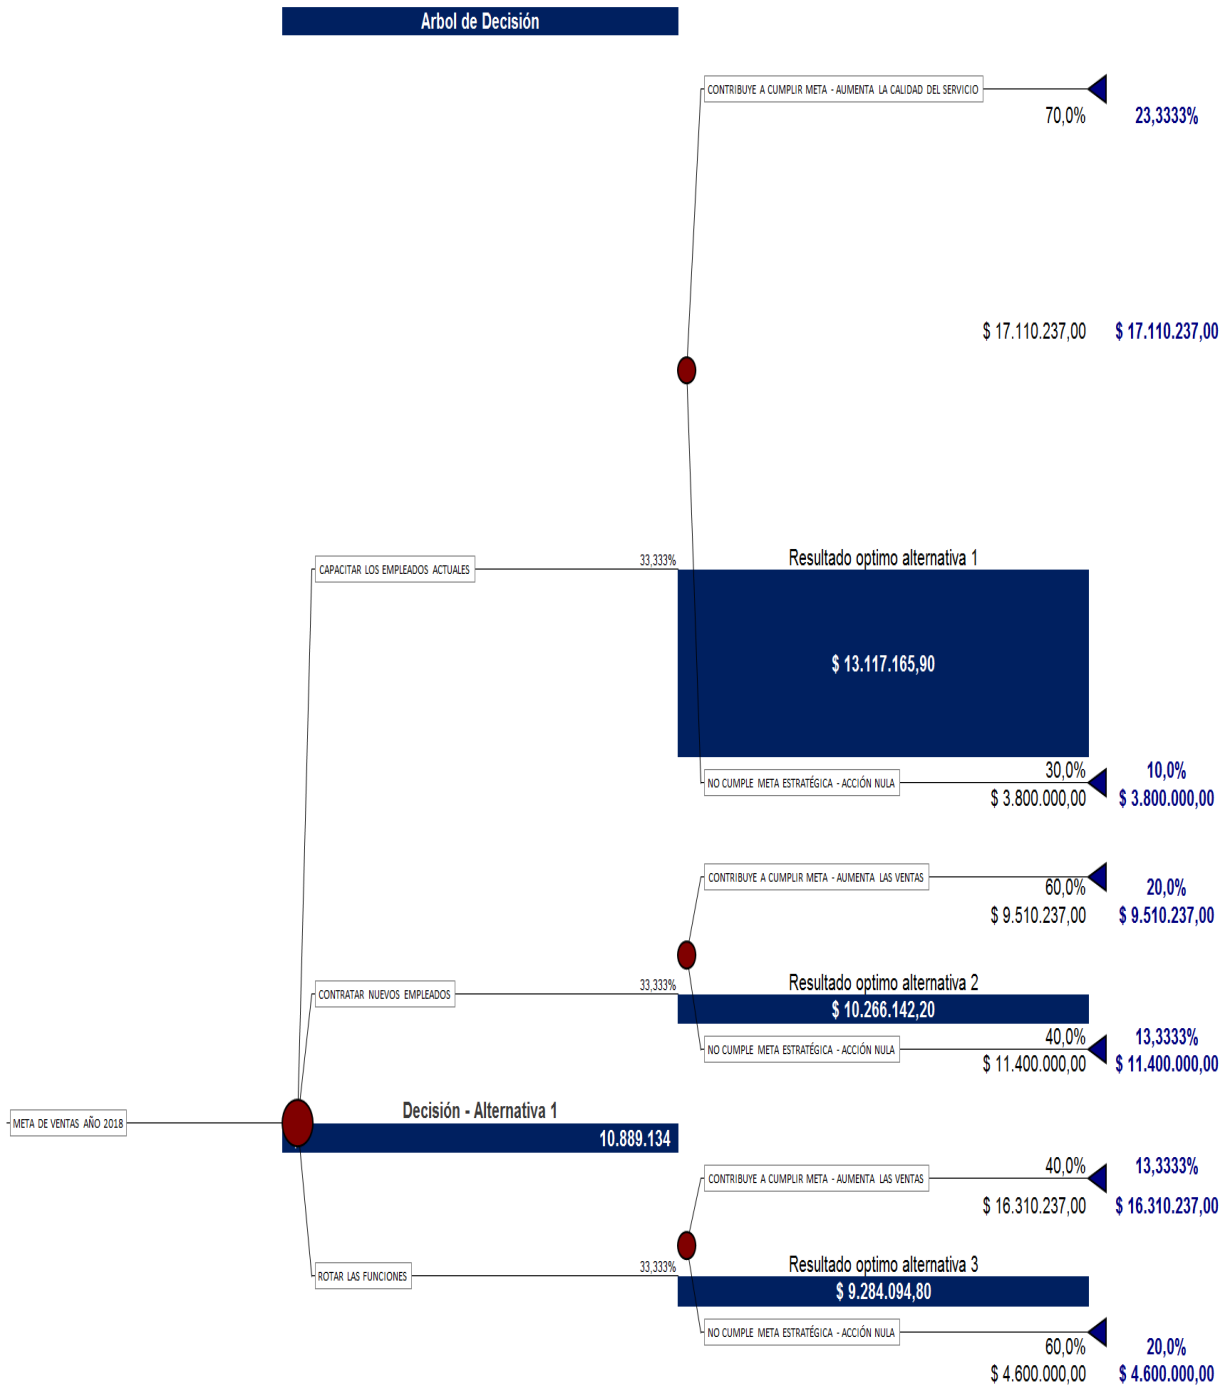 Arbol de Decisión
CONTRIBUYE A CUMPLIR META - AUMENTA LA CALIDAD DEL SERVICIO
70,0% 23,3333%
$ 17.110.237,00 $ 17.110.237,00
CAPACITAR LOS EMPLEADOS ACTUALES
33,333%
Resultado optimo alternativa 1
$ 13.117.165,90
30,0% 10,0%
NO CUMPLE META ESTRATÉGICA - ACCIÓN NULA
$ 3.800.000,00 $ 3.800.000,00
CONTRIBUYE A CUMPLIR META - AUMENTA LAS VENTAS
60,0% 20,0%
$ 9.510.237,00 $ 9.510.237,00
CONTRATAR NUEVOS EMPLEADOS
33,333%
Resultado optimo alternativa 2
$ 10.266.142,20
40,0% 13,3333%
NO CUMPLE META ESTRATÉGICA - ACCIÓN NULA
$ 11.400.000,00 $ 11.400.000,00
META DE VENTAS AÑO 2018
Decisión - Alternativa 1
10.889.134
40,0% 13,3333%
CONTRIBUYE A CUMPLIR META - AUMENTA LAS VENTAS
$ 16.310.237,00 $ 16.310.237,00
ROTAR LAS FUNCIONES
33,333%
Resultado optimo alternativa 3
$ 9.284.094,80
NO CUMPLE META ESTRATÉGICA - ACCIÓN NULA
60,0% 20,0%
$ 4.600.000,00 $ 4.600.000,00